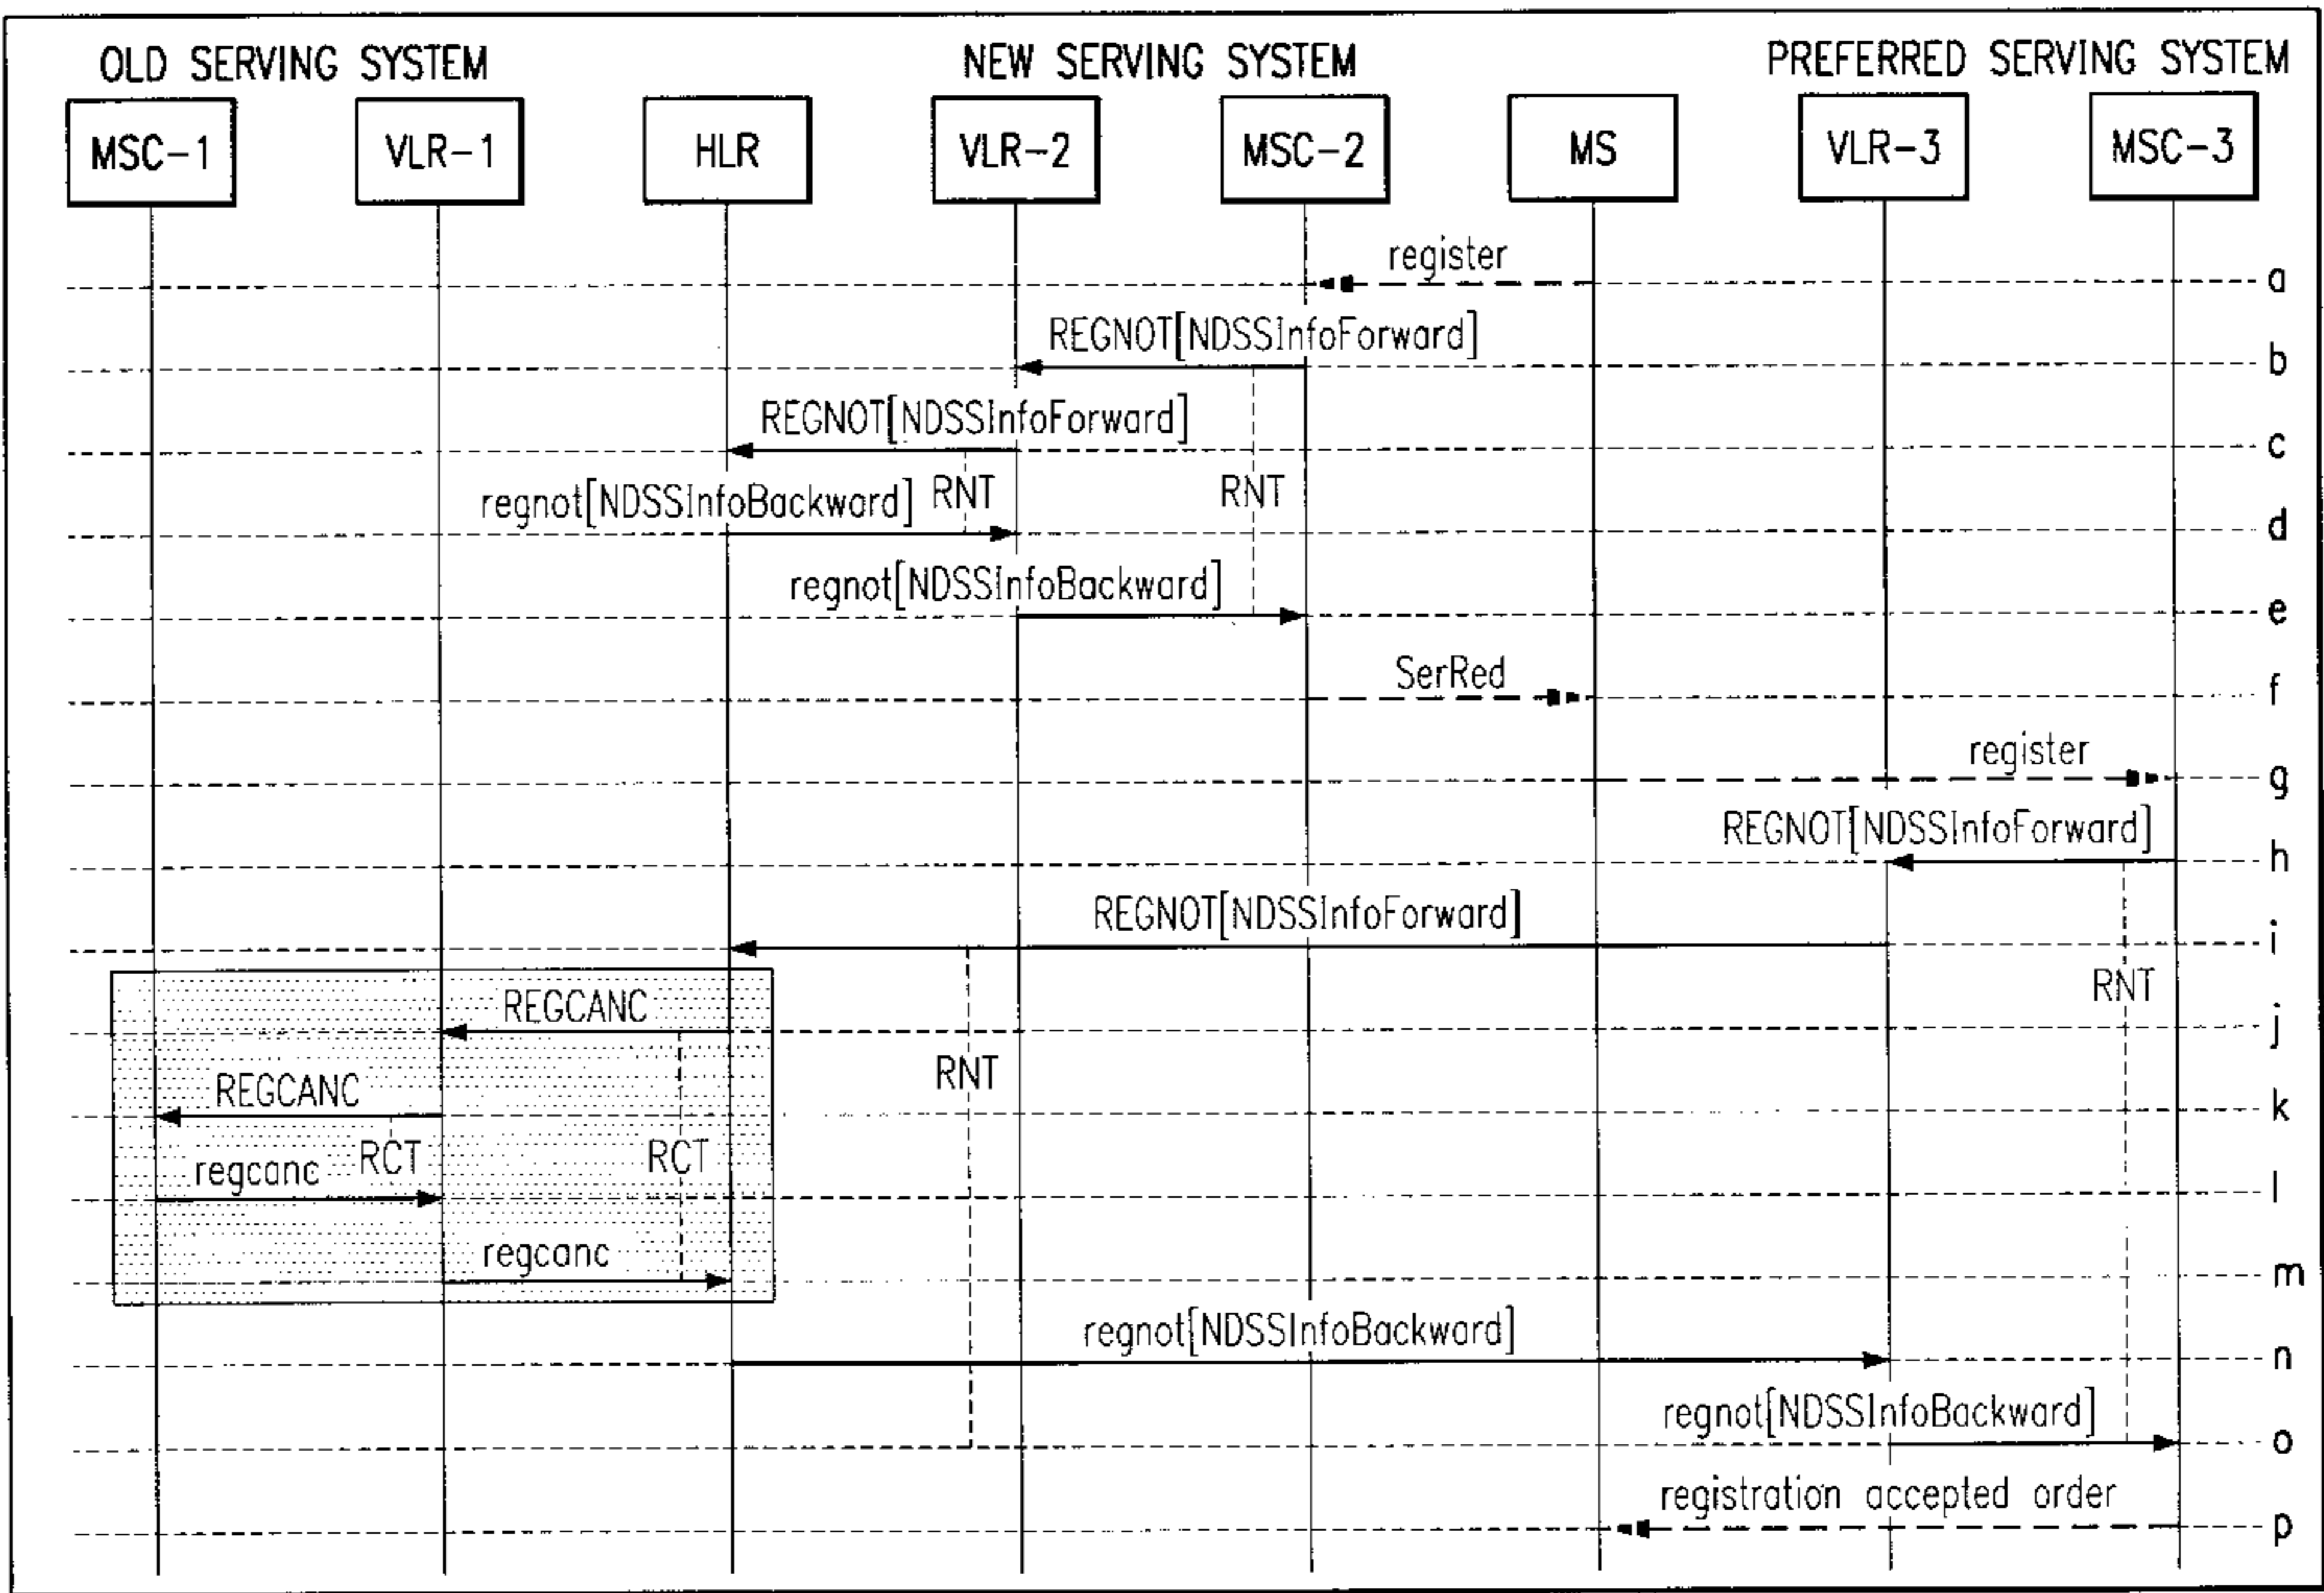 OLD SERVING SYSTEM NEW SERVING SYSTEM PREFERRED SERVING SYSTEM
MSC-1 VLR-1 HLR VLR-2 MSC-2 MS VLR-3 MSC-3
register
a
REGNOT[NDSSInfoForward]
b
REGNOT[NDSSInfoForward]
c
regnot[NDSSInfoBackward] RNT RNT
d
regnot[NDSSInfoBackward]
e
SerRed
f
register
g
REGNOT[NDSSInfoForward]
h
REGNOT[NDSSInfoForward]
i
RNT
REGCANC
j
RNT
REGCANC
k
regcanc RCT RCT
l
regcanc
m
regnot[NDSSInfoBackward]
n
regnot[NDSSInfoBackward]
o
registration accepted order
p